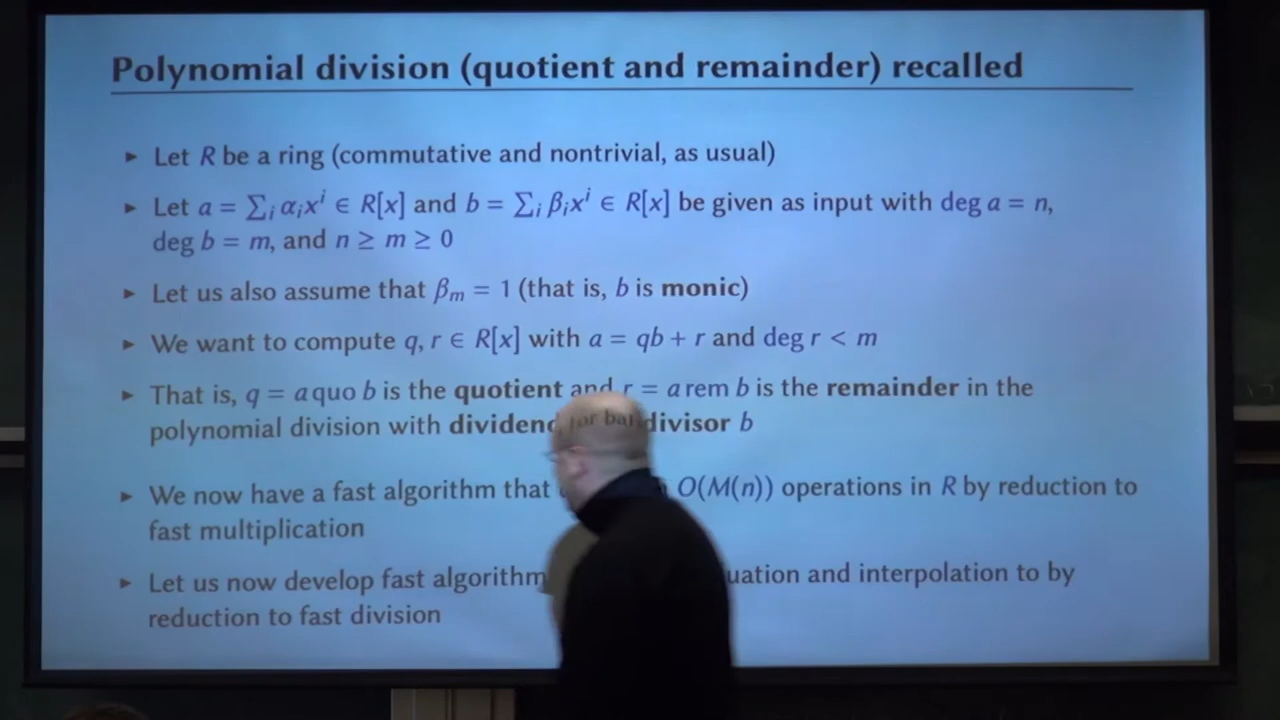 Polynomial division (quotient and remainder) recalled
▸ Let R be a ring (commutative and nontrivial, as usual)
▸ Let a = ∑ᵢ αᵢxⁱ ∈ R[x] and b = ∑ᵢ βᵢxⁱ ∈ R[x] be given as input with deg a = n,
deg b = m, and n ≥ m ≥ 0
▸ Let us also assume that βₘ = 1 (that is, b is monic)
▸ We want to compute q, r ∈ R[x] with a = qb + r and deg r < m
▸ That is, q = a quo b is the quotient and r = a rem b is the remainder in the
polynomial division with divisor b
▸ We now have a fast algorithm that O(M(n)) operations in R by reduction to
fast multiplication
▸ Let us now develop fast and interpolation to by
reduction to fast division